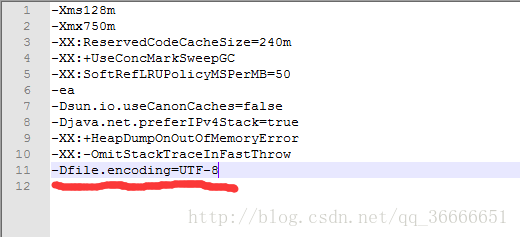 1 -Xms128m
2 -Xmx750m
3 -XX:ReservedCodeCacheSize=240m
4 -XX:+UseConcMarkSweepGC
5 -XX:SoftRefLRUPolicyMSPerMB=50
6 -ea
7 -Dsun.io.useCanonCaches=false
8 -Djava.net.preferIPv4Stack=true
9 -XX:+HeapDumpOnOutOfMemoryError
10 -XX:-OmitStackTraceInFastThrow
11 -Dfile.encoding=UTF-8
12
http://blog.csdn.net/qq_36666651